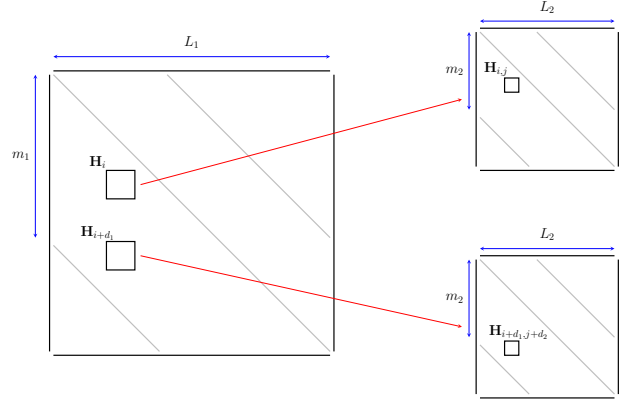 L_1
m_1
H_i
H_{i+d_1}
L_2
m_2
H_{i,j}
L_2
m_2
H_{i+d_1,j+d_2}